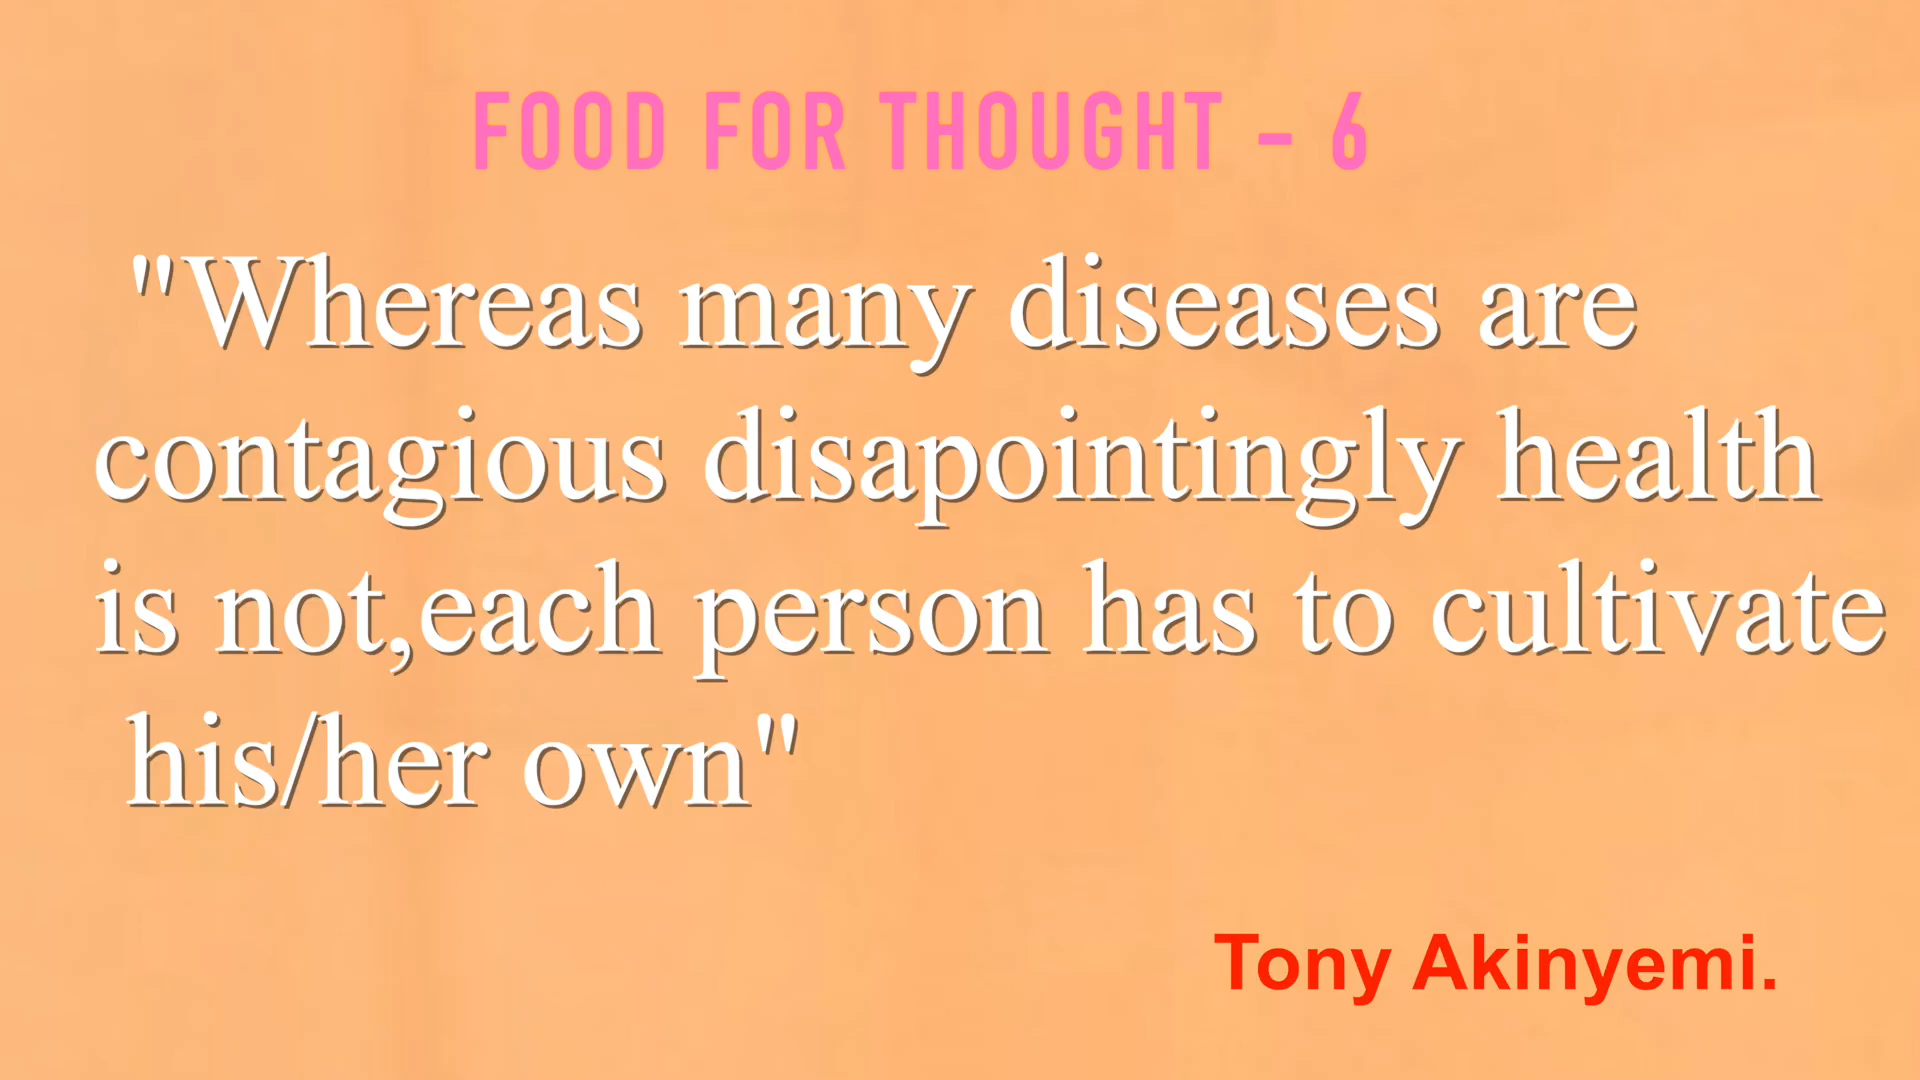 FOOD FOR THOUGHT - 6
"Whereas many diseases are
contagious disapointingly health
is not,each person has to cultivate
his/her own"
Tony Akinyemi.